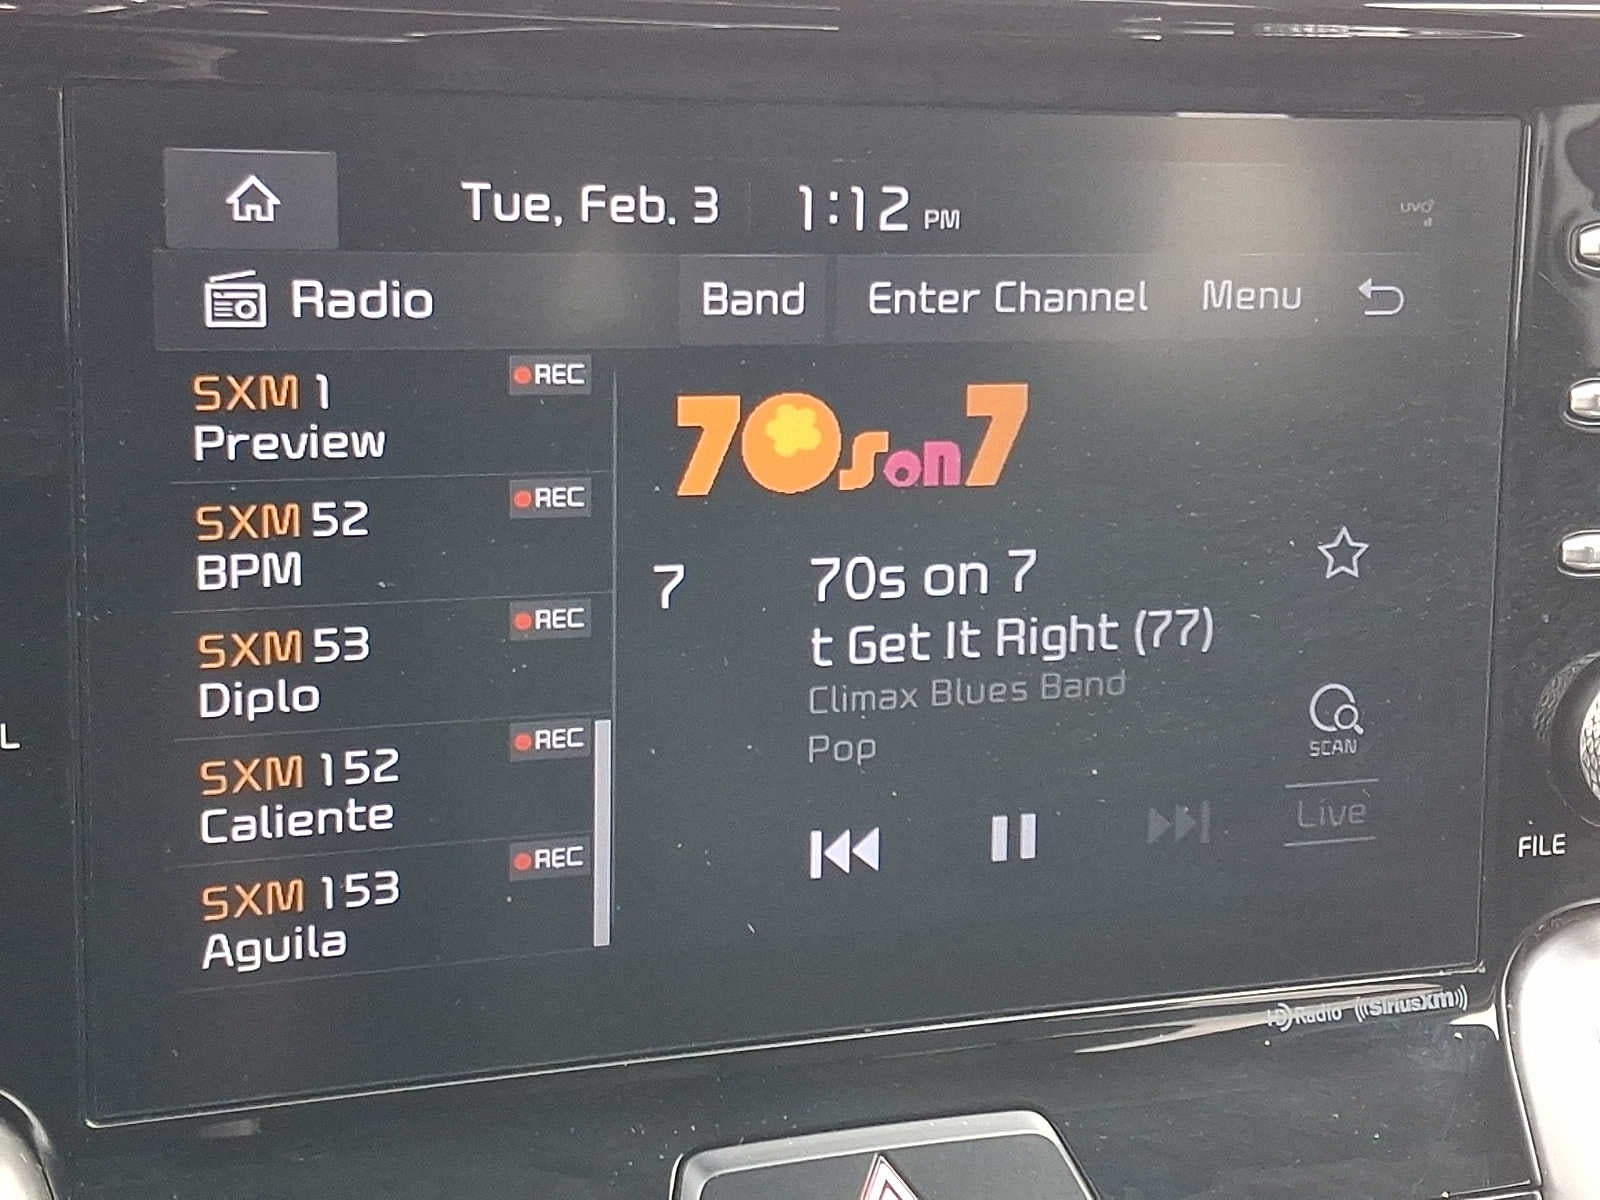 Tue, Feb. 3 1:12 PM
UVO
Radio Band Enter Channel Menu
SXM 1 REC
Preview
SXM 52 REC
BPM
SXM 53 REC
Diplo
SXM 152 REC
Caliente
SXM 153 REC
Aguila
70s on 7
7 70s on 7
t Get It Right (77)
Climax Blues Band
Pop
SCAN
Live
L
FILE
HD Radio SiriusXM